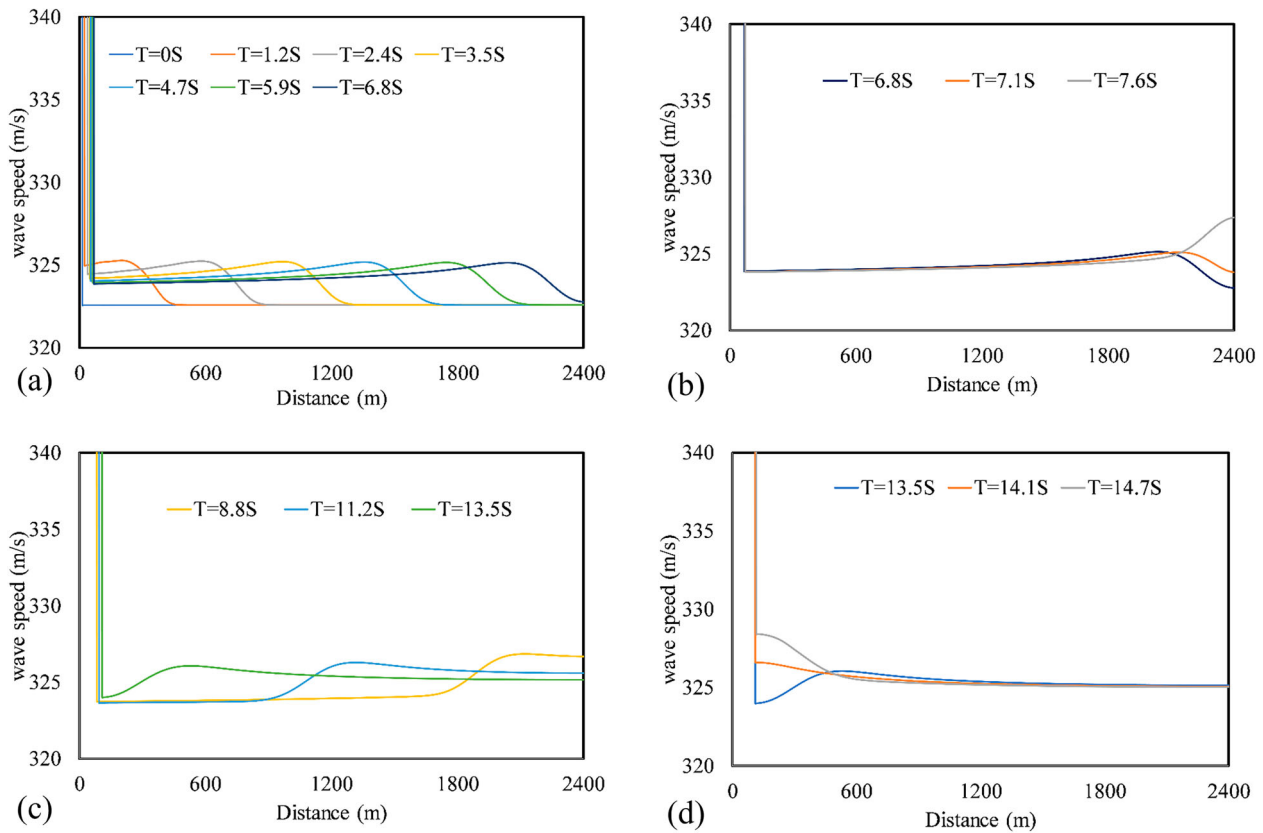 340
335
330
325
320
wave speed (m/s)
T=0S T=1.2S T=2.4S T=3.5S
T=4.7S T=5.9S T=6.8S
0 600 1200 1800 2400
Distance (m)
(a)
340
335
330
325
320
wave speed (m/s)
T=6.8S T=7.1S T=7.6S
0 600 1200 1800 2400
Distance (m)
(b)
340
335
330
325
320
wave speed (m/s)
T=8.8S T=11.2S T=13.5S
0 600 1200 1800 2400
Distance (m)
(c)
340
335
330
325
320
wave speed (m/s)
T=13.5S T=14.1S T=14.7S
0 600 1200 1800 2400
Distance (m)
(d)